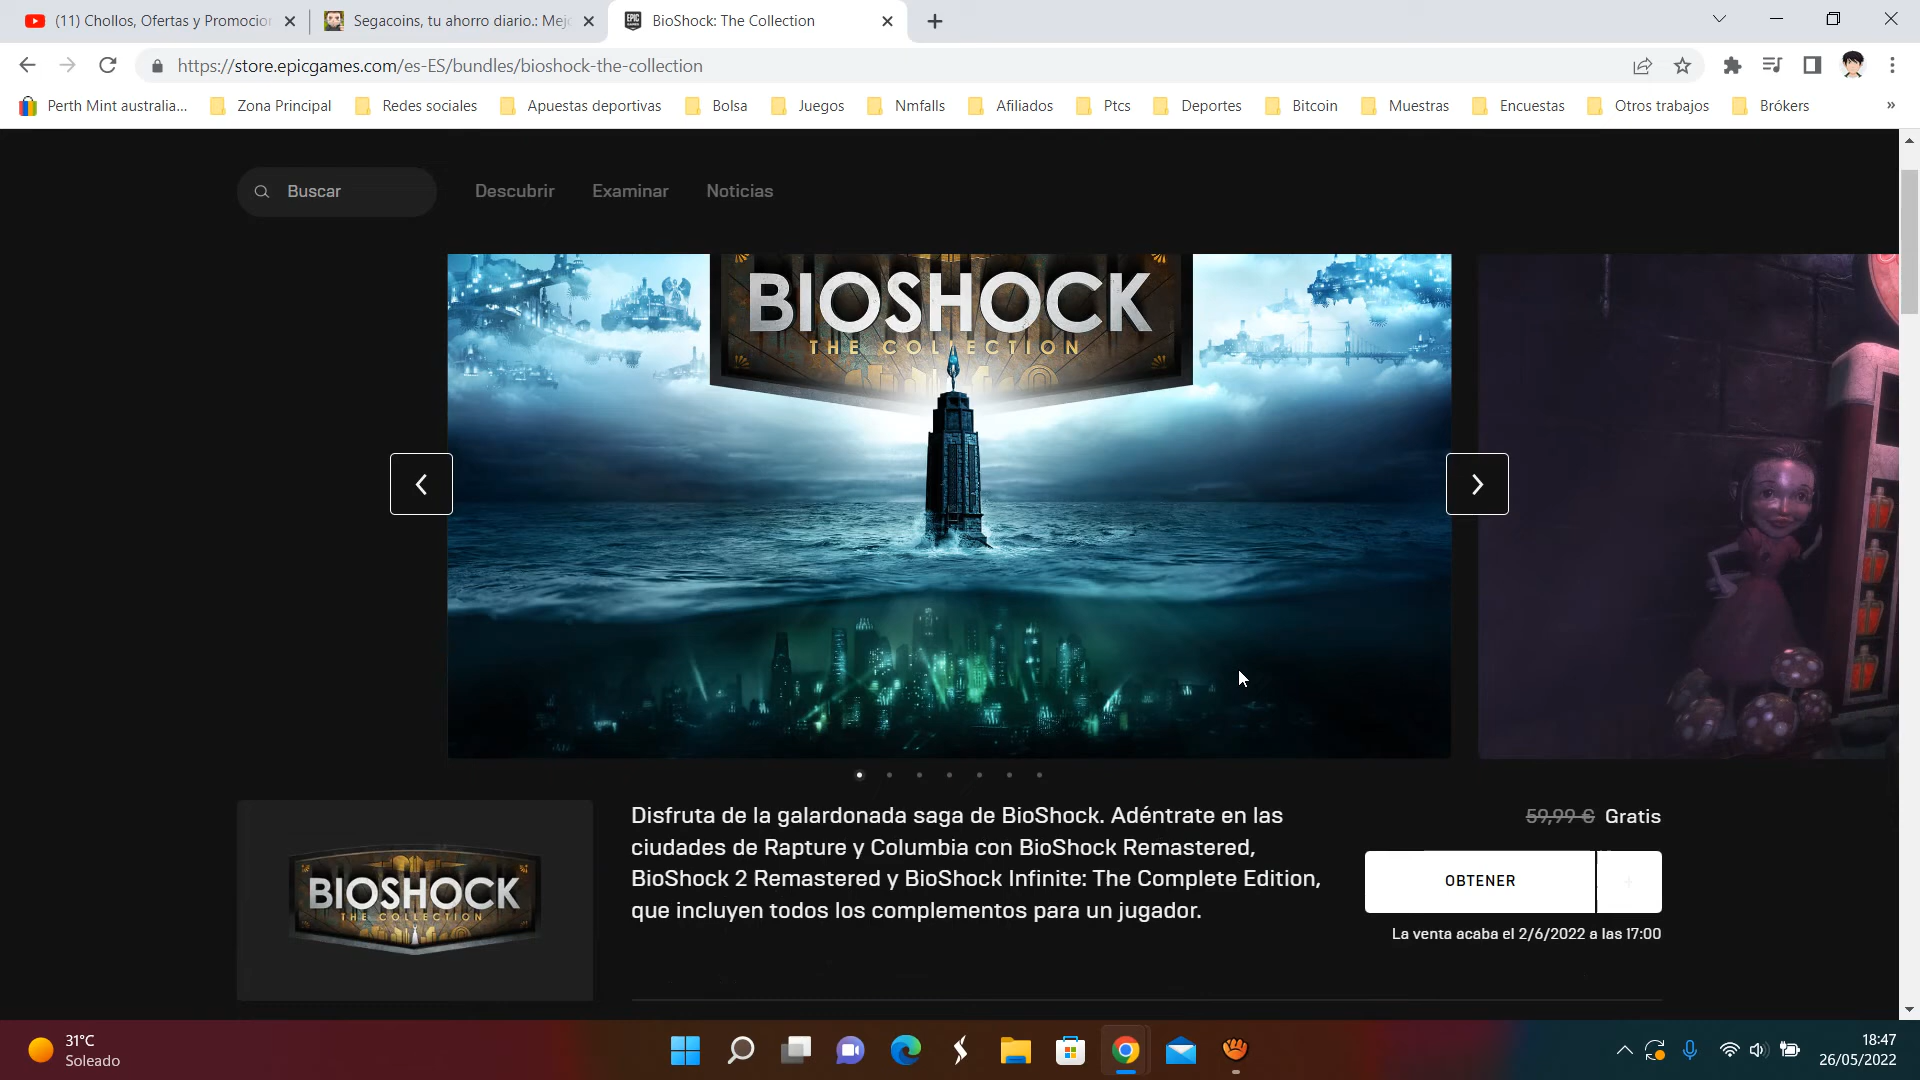 (11) Chollos, Ofertas y Promocion
Segacoins, tu ahorro diario.: Mejo
BioShock: The Collection
https://store.epicgames.com/es-ES/bundles/bioshock-the-collection
Perth Mint australia...
Zona Principal
Redes sociales
Apuestas deportivas
Bolsa
Juegos
Nmfalls
Afiliados
Ptcs
Deportes
Bitcoin
Muestras
Encuestas
Otros trabajos
Brókers
»
Buscar
Descubrir
Examinar
Noticias
BIOSHOCK
THE COLLECTION
BIOSHOCK
THE COLLECTION
Disfruta de la galardonada saga de BioShock. Adéntrate en las
ciudades de Rapture y Columbia con BioShock Remastered,
BioShock 2 Remastered y BioShock Infinite: The Complete Edition,
que incluyen todos los complementos para un jugador.
59,99 € Gratis
OBTENER
La venta acaba el 2/6/2022 a las 17:00
31°C
Soleado
18:47
26/05/2022